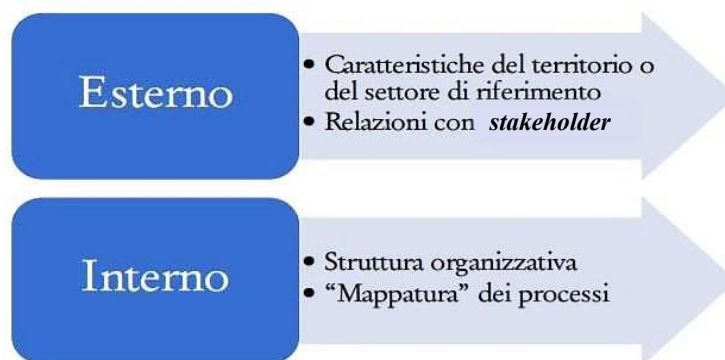 Esterno
• Caratteristiche del territorio o
del settore di riferimento
• Relazioni con stakeholder
Interno
• Struttura organizzativa
• “Mappatura” dei processi